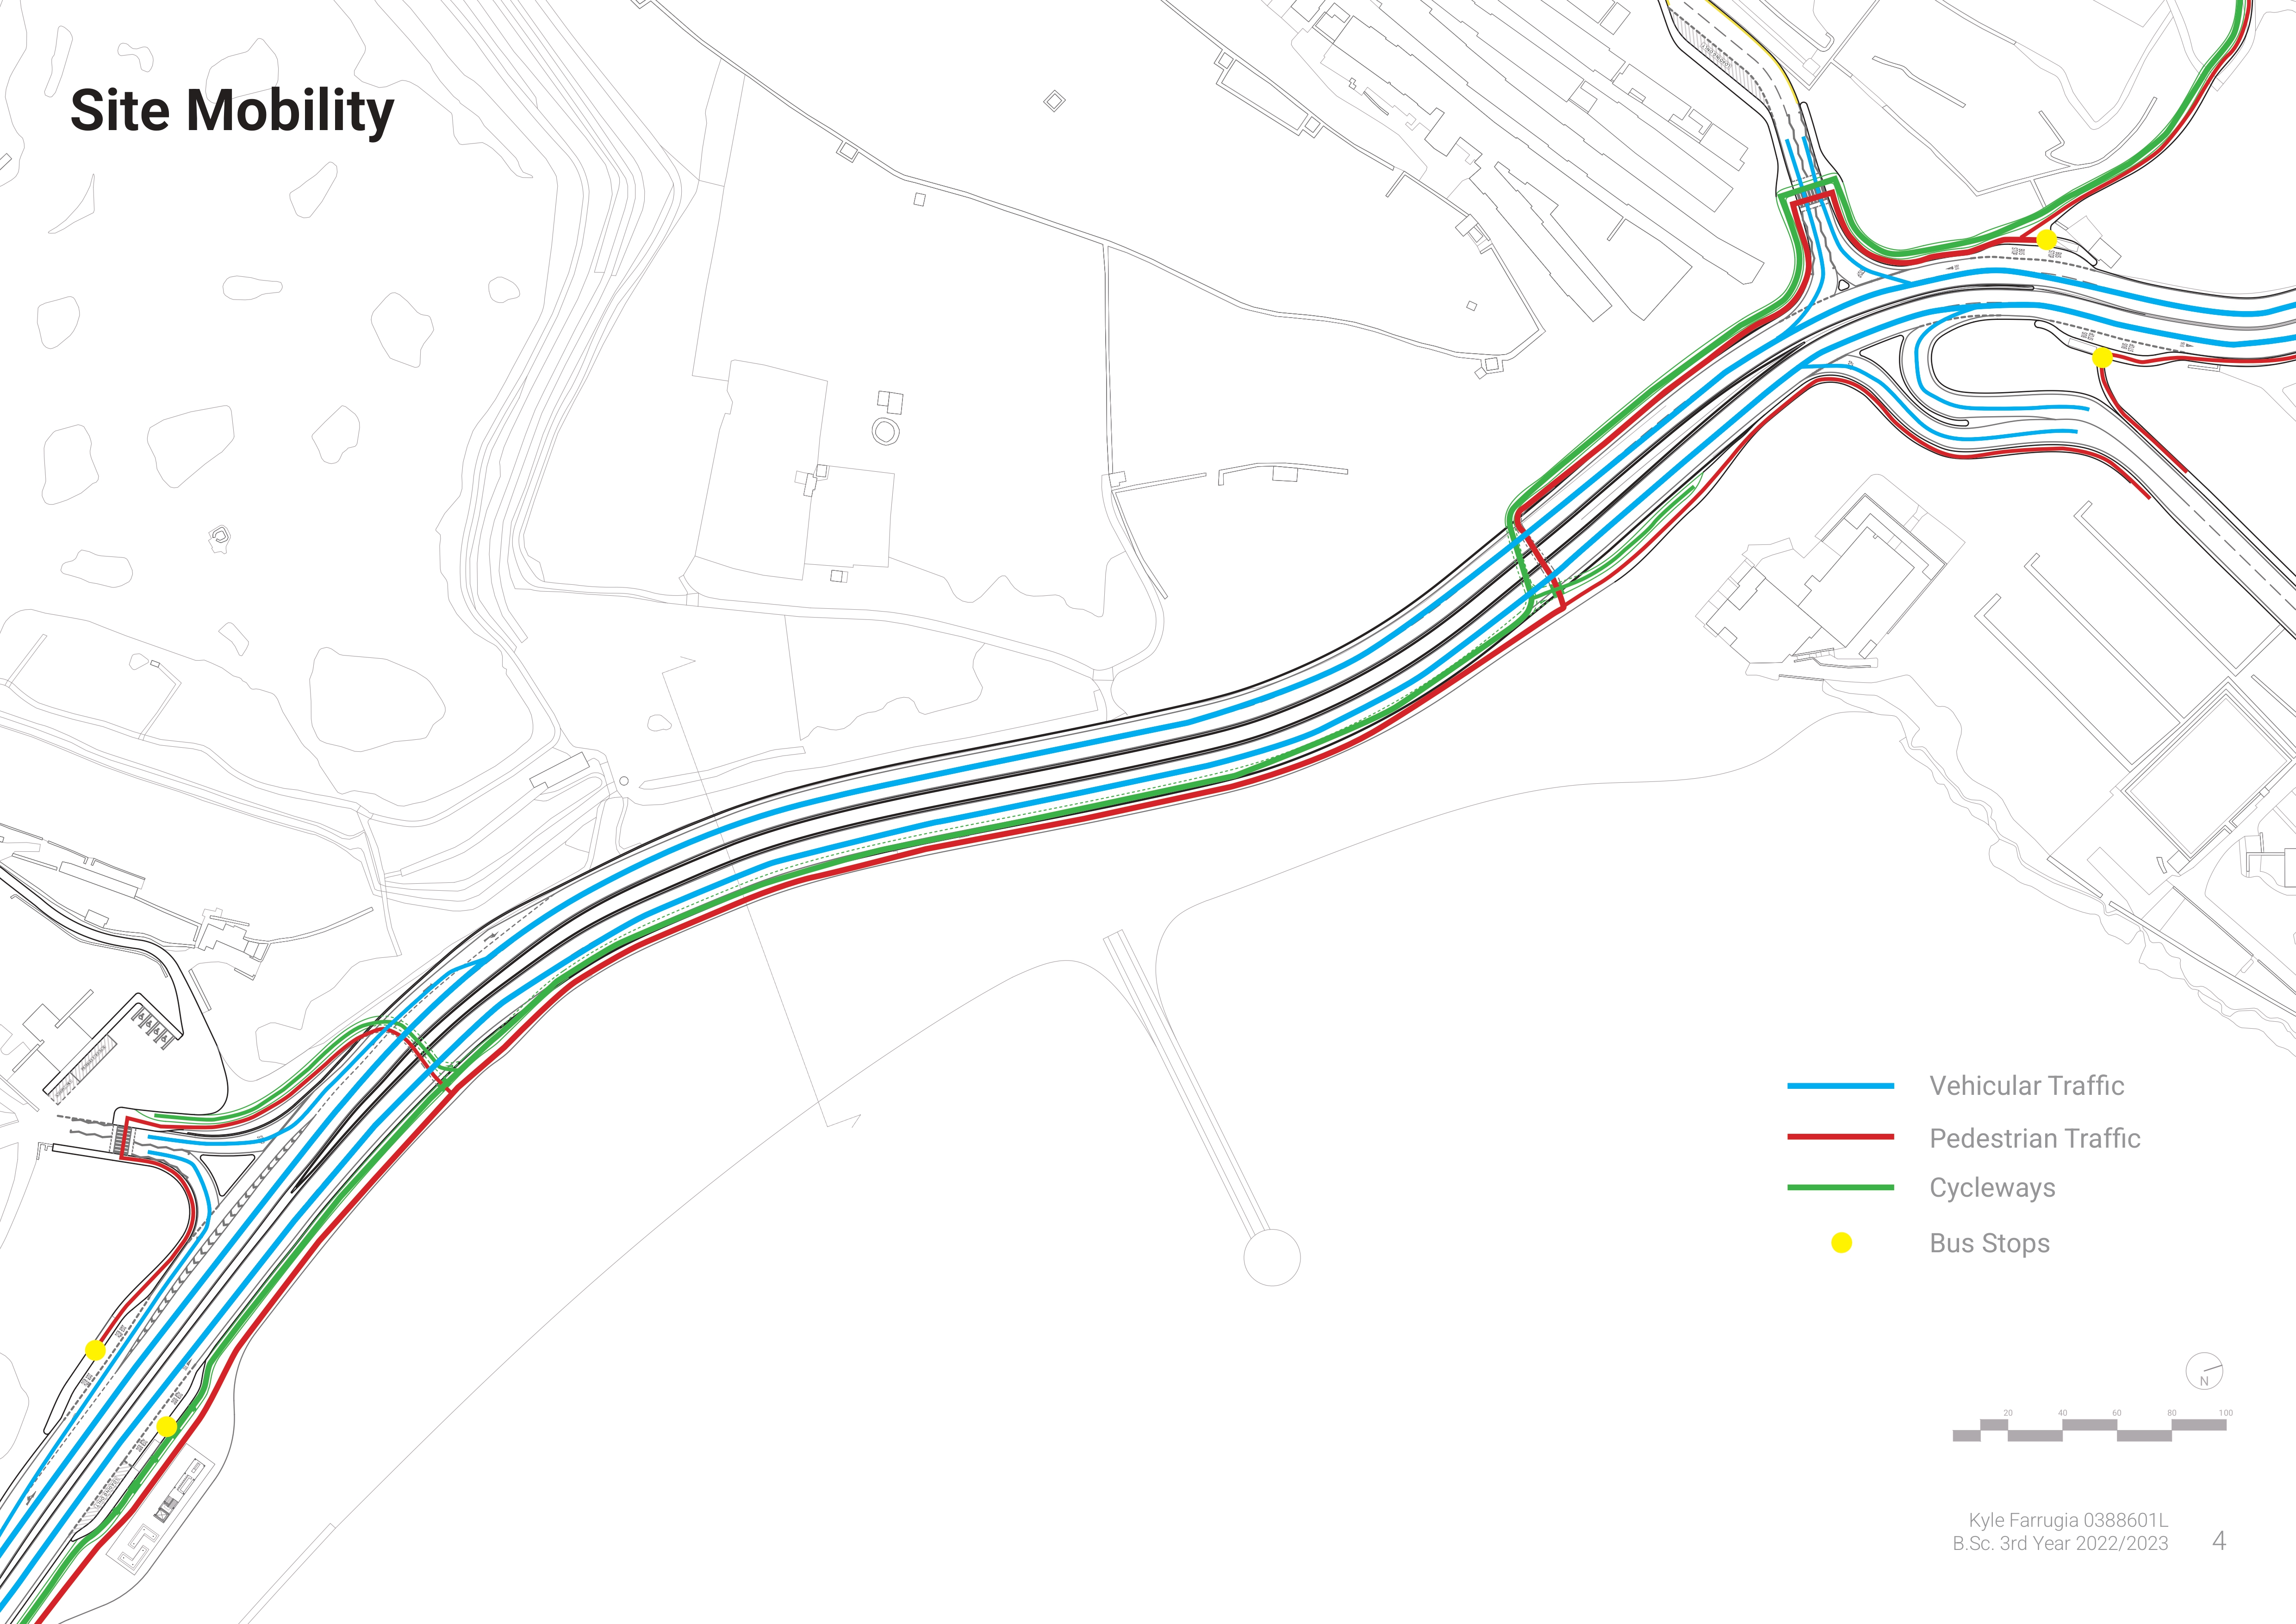 Site Mobility
Vehicular Traffic
Pedestrian Traffic
Cycleways
Bus Stops
N
20 40 60 80 100
Kyle Farrugia 0388601L
B.Sc. 3rd Year 2022/2023
4